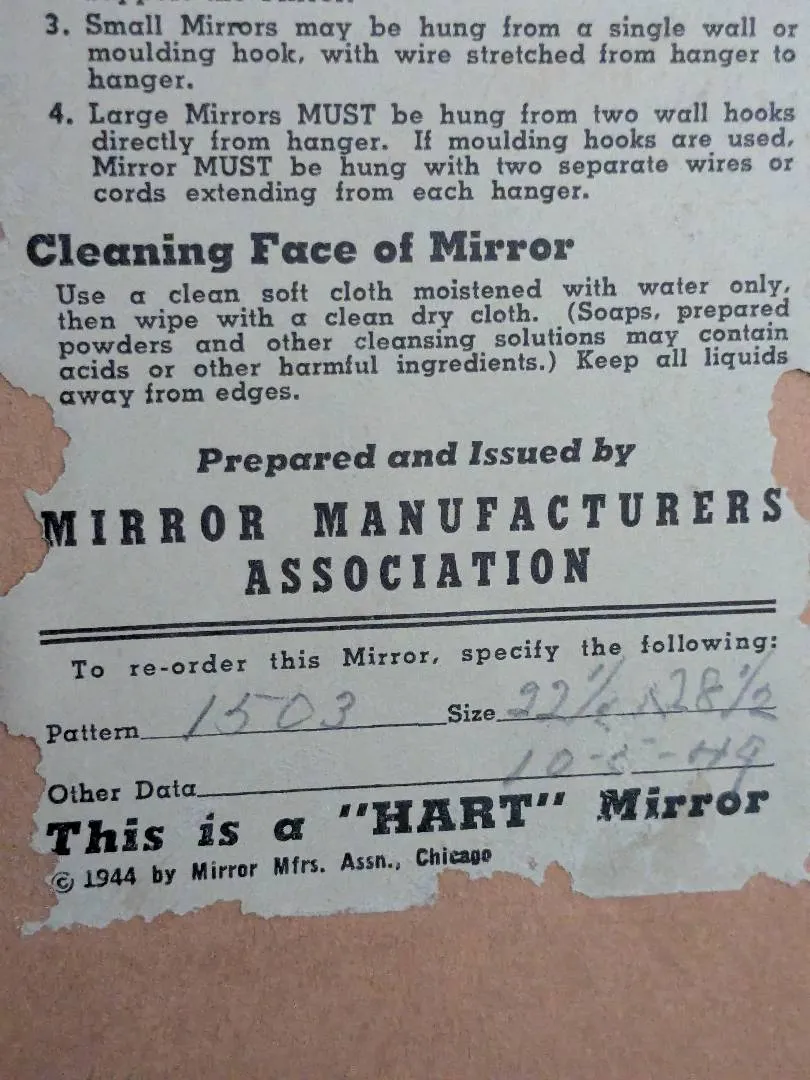 3. Small Mirrors may be hung from a single wall or
moulding hook, with wire stretched from hanger to
hanger.
4. Large Mirrors MUST be hung from two wall hooks
directly from hanger. If moulding hooks are used,
Mirror MUST be hung with two separate wires or
cords extending from each hanger.
Cleaning Face of Mirror
Use a clean soft cloth moistened with water only,
then wipe with a clean dry cloth. (Soaps, prepared
powders and other cleansing solutions may contain
acids or other harmful ingredients.) Keep all liquids
away from edges.
Prepared and Issued by
MIRROR MANUFACTURERS
ASSOCIATION
To re-order this Mirror, specify the following:
Pattern 1503 Size 22½ x 28½
Other Data 10-5-49
This is a "HART" Mirror
© 1944 by Mirror Mfrs. Assn., Chicago